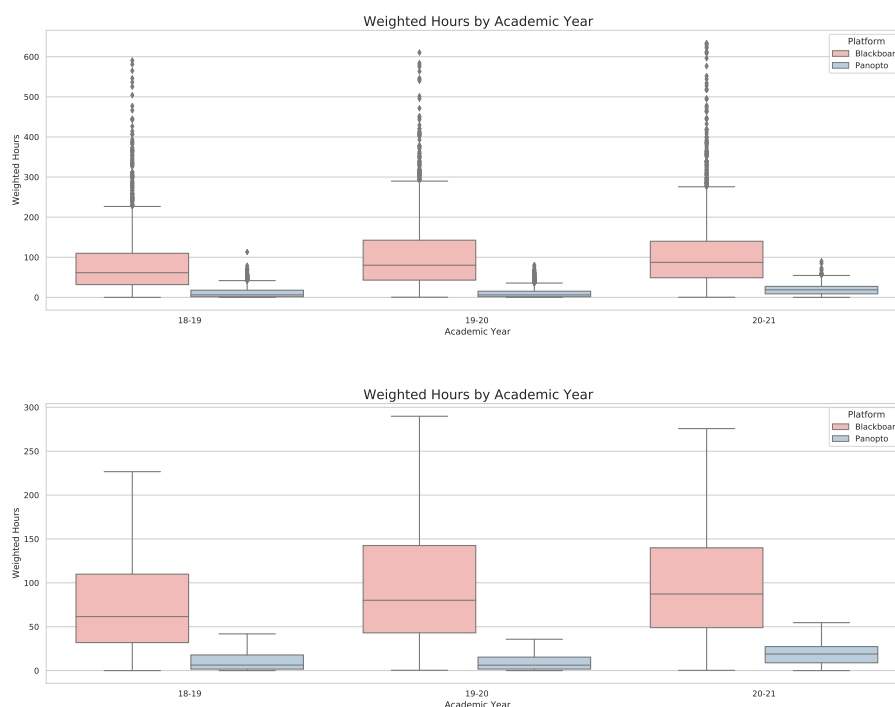 Weighted Hours by Academic Year
Platform
Blackboar
Panopto
600
500
400
300
200
100
0
Weighted Hours
18-19 19-20 20-21
Academic Year
Weighted Hours by Academic Year
Platform
Blackboar
Panopto
300
250
200
150
100
50
0
Weighted Hours
18-19 19-20 20-21
Academic Year